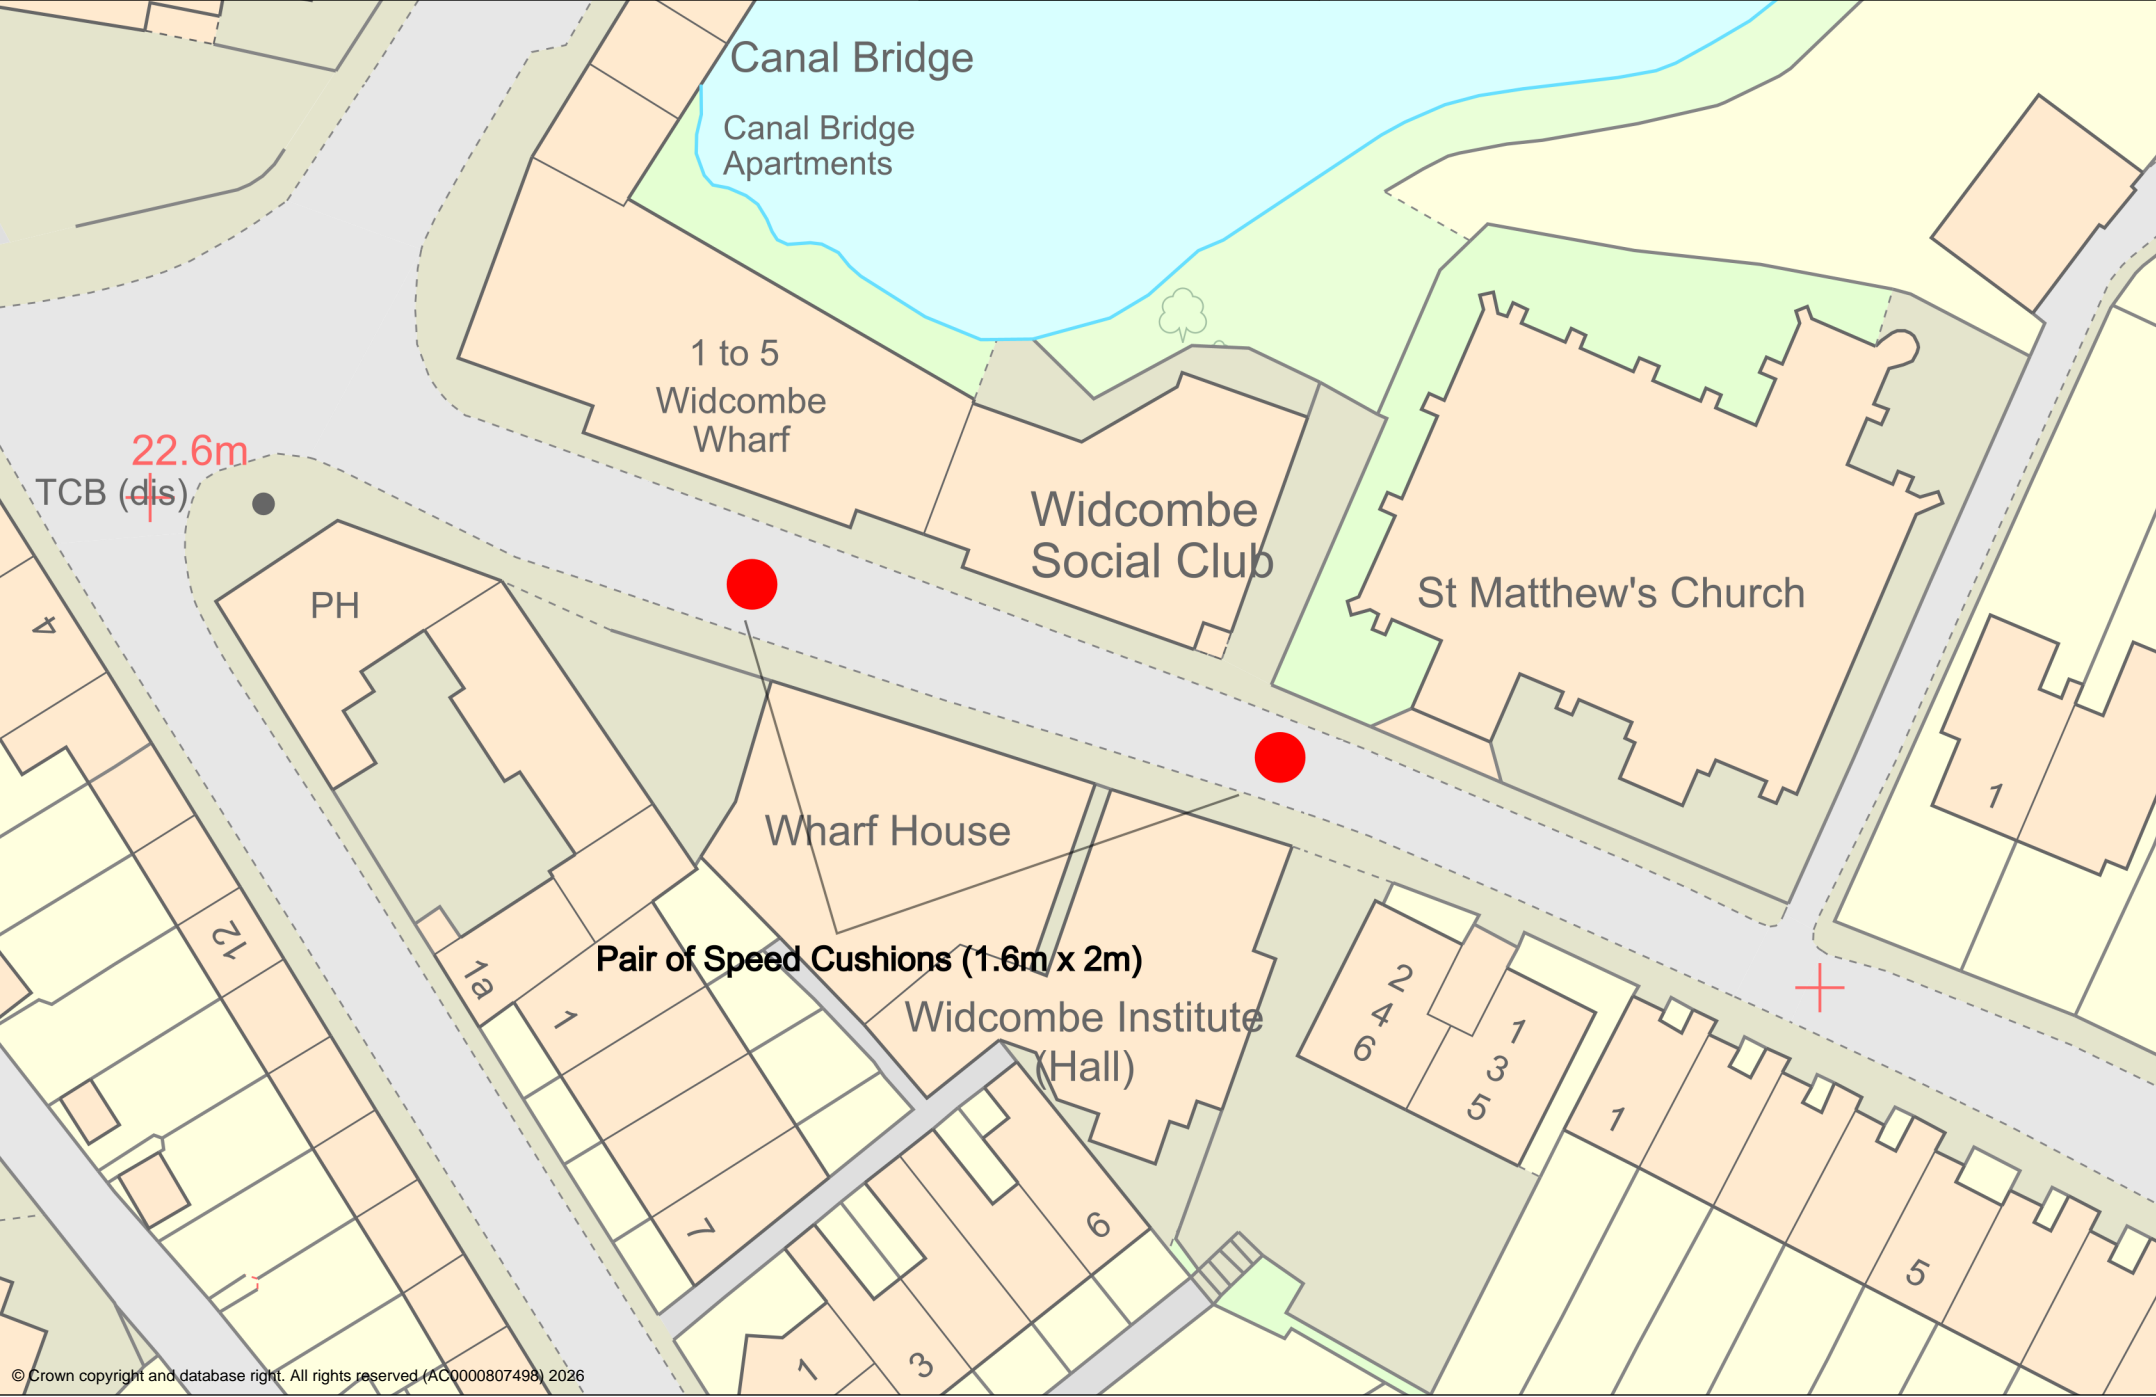 Canal Bridge
Canal Bridge
Apartments
1 to 5
Widcombe
Wharf
22.6m
TCB (dis)
Widcombe
Social Club
St Matthew's Church
PH
4
1
Wharf House
12
Pair of Speed Cushions (1.6m x 2m)
1a
1
Widcombe Institute
(Hall)
2
4
6
1
3
5
1
7
6
5
1
3
© Crown copyright and database right. All rights reserved (AC0000807498) 2026